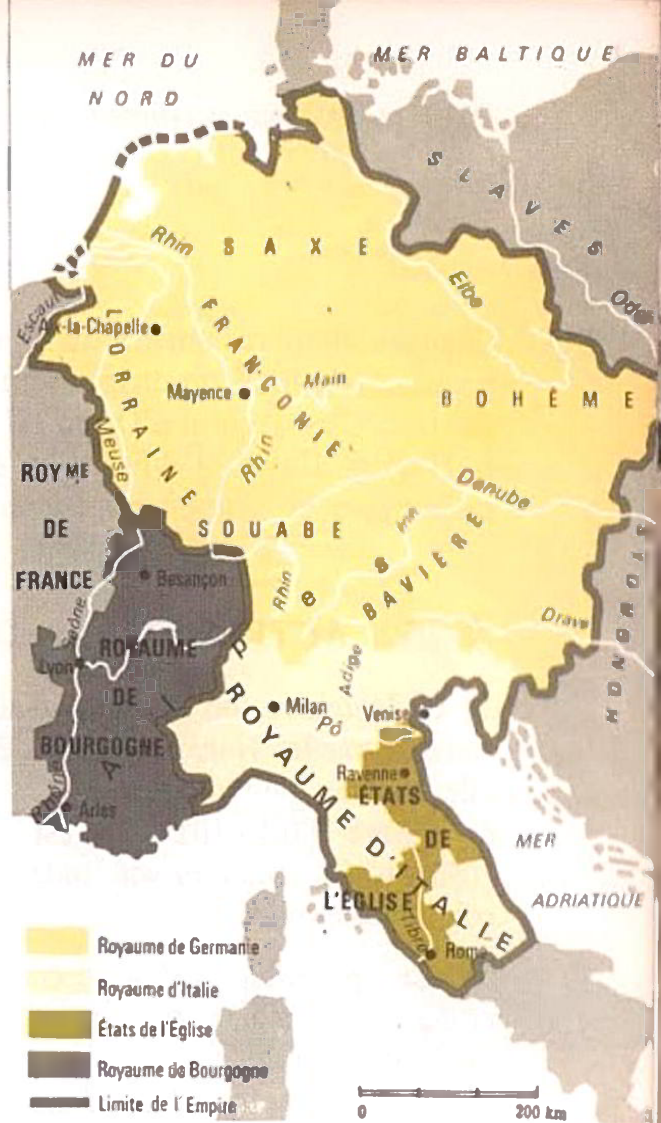 MER DU
NORD
MER BALTIQUE
SLAVES
Rhin
SAXE
Elbe
Oder
Escaut
Aix-la-Chapelle
LORRAINE
FRANCONIE
Mayence
Main
BOHÊME
Meuse
Rhin
ROYME
DE
FRANCE
SOUABE
Danube
Inn
BAVIÈRE
Besançon
Rhin
Drave
HONGROIS
Saône
ROYAUME
DE
BOURGOGNE
Lyon
ALPes
Adige
Milan
Pô
Venise
ROYAUME D'ITALIE
Rhône
Arles
Ravenne
ÉTATS
DE
L'ÉGLISE
MER
ADRIATIQUE
Tibre
Rome
Royaume de Germanie
Royaume d'Italie
États de l'Église
Royaume de Bourgogne
Limite de l'Empire
0 200 km